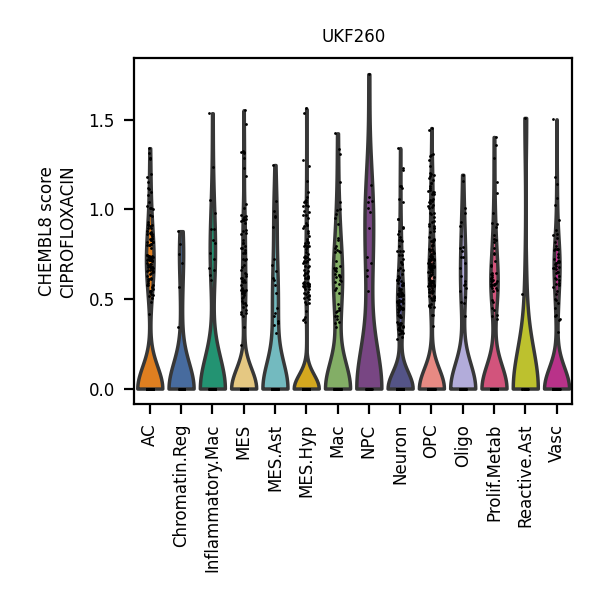 UKF260
CHEMBL8 score
CIPROFLOXACIN
1.5
1.0
0.5
0.0
AC
Chromatin.Reg
Inflammatory.Mac
MES
MES.Ast
MES.Hyp
Mac
NPC
Neuron
OPC
Oligo
Prolif.Metab
Reactive.Ast
Vasc